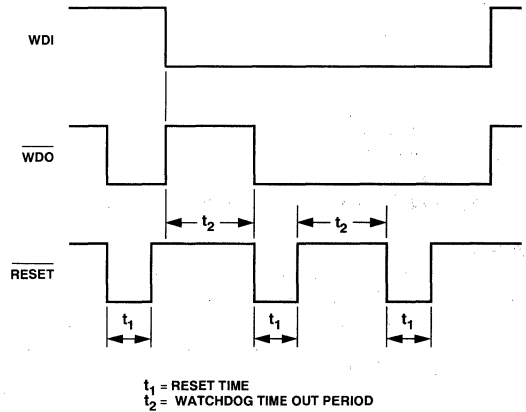 WDI
WDO
t2
t2
RESET
t1
t1
t1
t1 = RESET TIME
t2 = WATCHDOG TIME OUT PERIOD